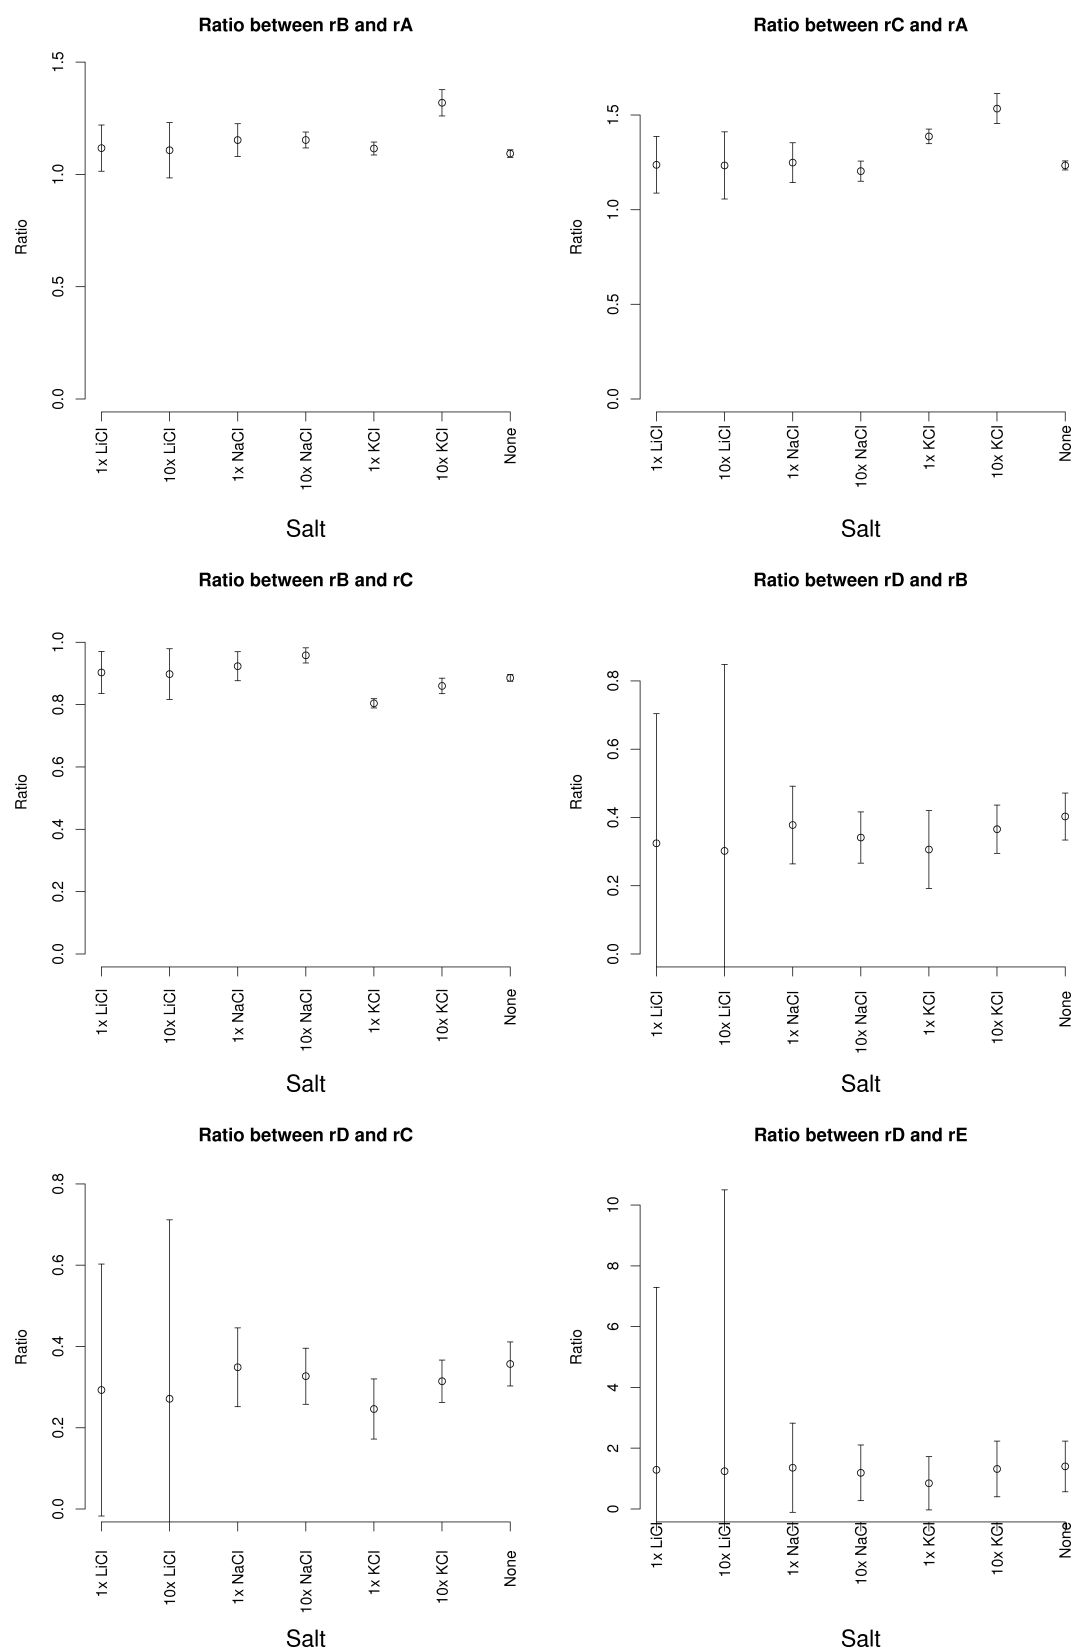 Ratio between rB and rA
Ratio
0.0 0.5 1.0 1.5
1x LiCl 10x LiCl 1x NaCl 10x NaCl 1x KCl 10x KCl None
Salt
Ratio between rC and rA
Ratio
0.0 0.5 1.0 1.5
1x LiCl 10x LiCl 1x NaCl 10x NaCl 1x KCl 10x KCl None
Salt
Ratio between rB and rC
Ratio
0.0 0.2 0.4 0.6 0.8 1.0
1x LiCl 10x LiCl 1x NaCl 10x NaCl 1x KCl 10x KCl None
Salt
Ratio between rD and rB
Ratio
0.0 0.2 0.4 0.6 0.8
1x LiCl 10x LiCl 1x NaCl 10x NaCl 1x KCl 10x KCl None
Salt
Ratio between rD and rC
Ratio
0.0 0.2 0.4 0.6 0.8
1x LiCl 10x LiCl 1x NaCl 10x NaCl 1x KCl 10x KCl None
Salt
Ratio between rD and rE
Ratio
0 2 4 6 8 10
1x LiCl 10x LiCl 1x NaCl 10x NaCl 1x KCl 10x KCl None
Salt